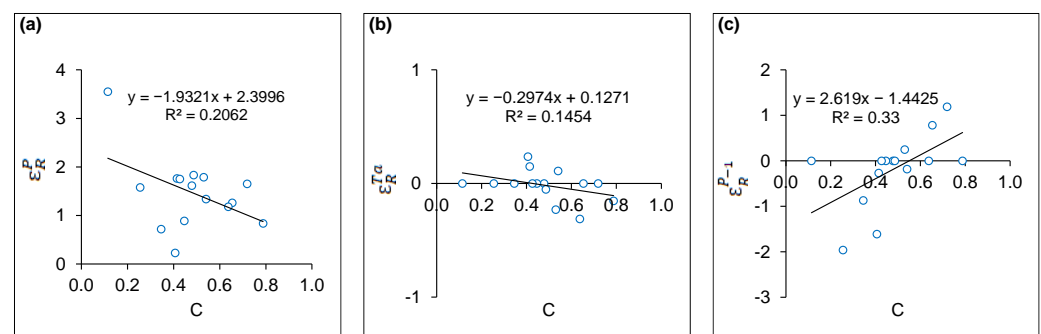 (a)
y = −1.9321x + 2.3996
R² = 0.2062
4
3
2
1
0
0.0 0.2 0.4 0.6 0.8 1.0
ε_R^P
C
(b)
y = −0.2974x + 0.1271
R² = 0.1454
1
0
-1
0.0 0.2 0.4 0.6 0.8 1.0
ε_R^{Ta}
C
(c)
y = 2.619x − 1.4425
R² = 0.33
2
1
0
-1
-2
-3
0.0 0.2 0.4 0.6 0.8 1.0
ε_R^{P−1}
C